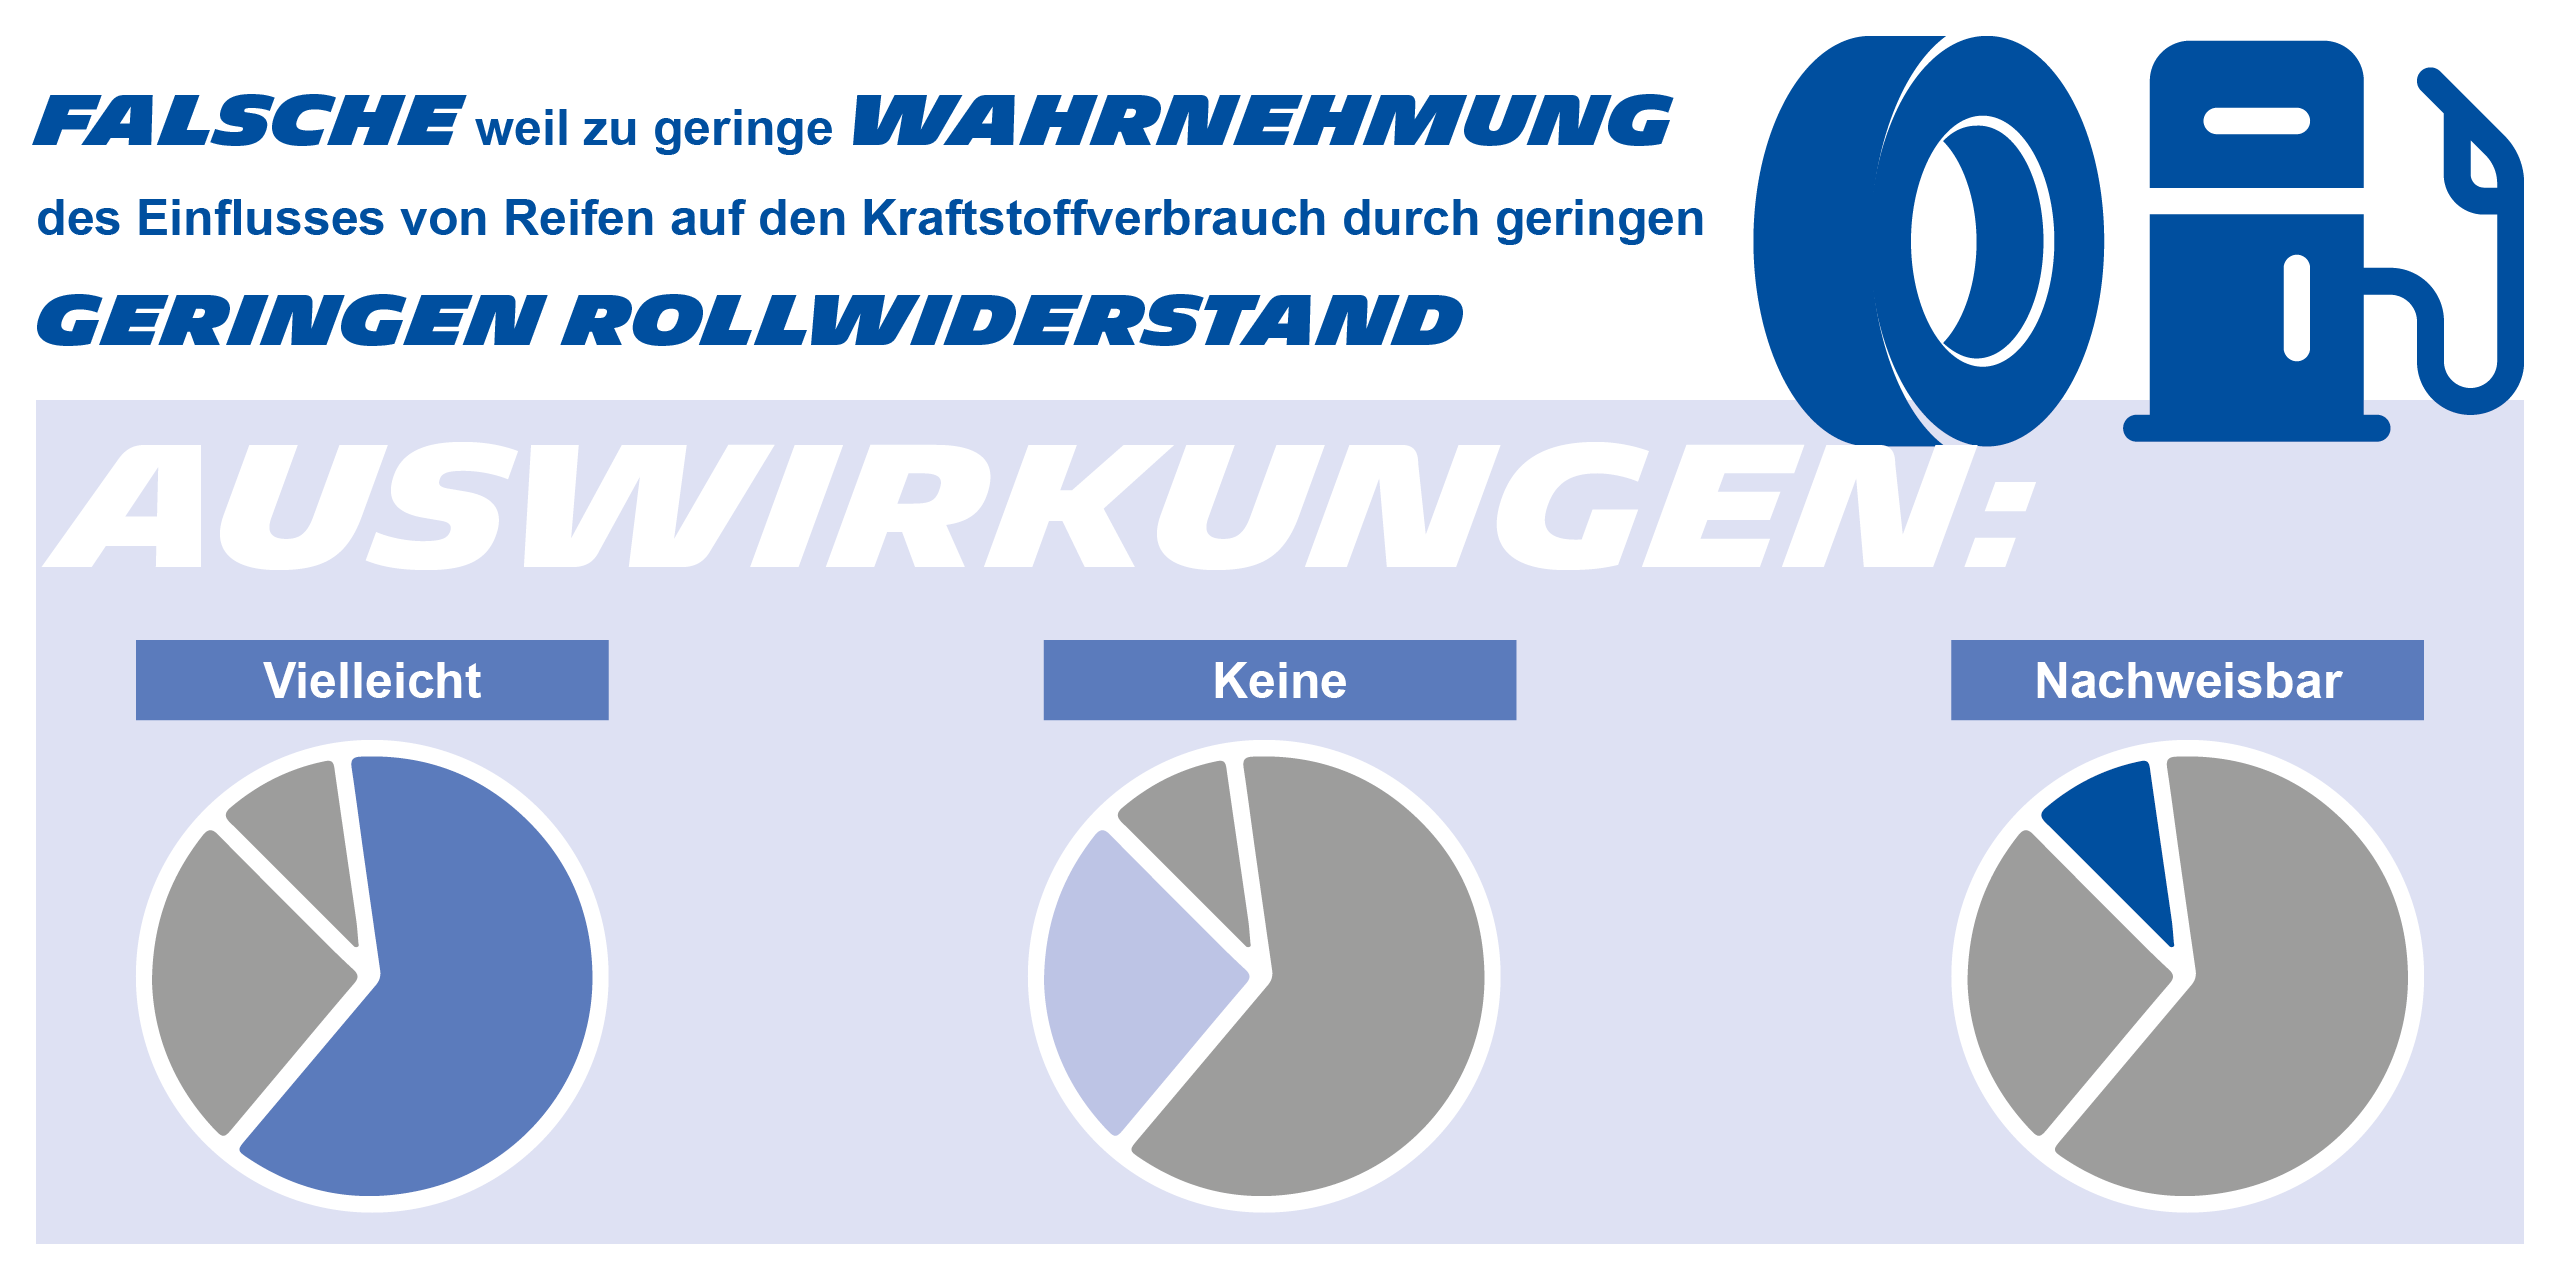 FALSCHE weil zu geringe WAHRNEHMUNG
des Einflusses von Reifen auf den Kraftstoffverbrauch durch geringen
GERINGEN ROLLWIDERSTAND
AUSWIRKUNGEN:
Vielleicht
Keine
Nachweisbar